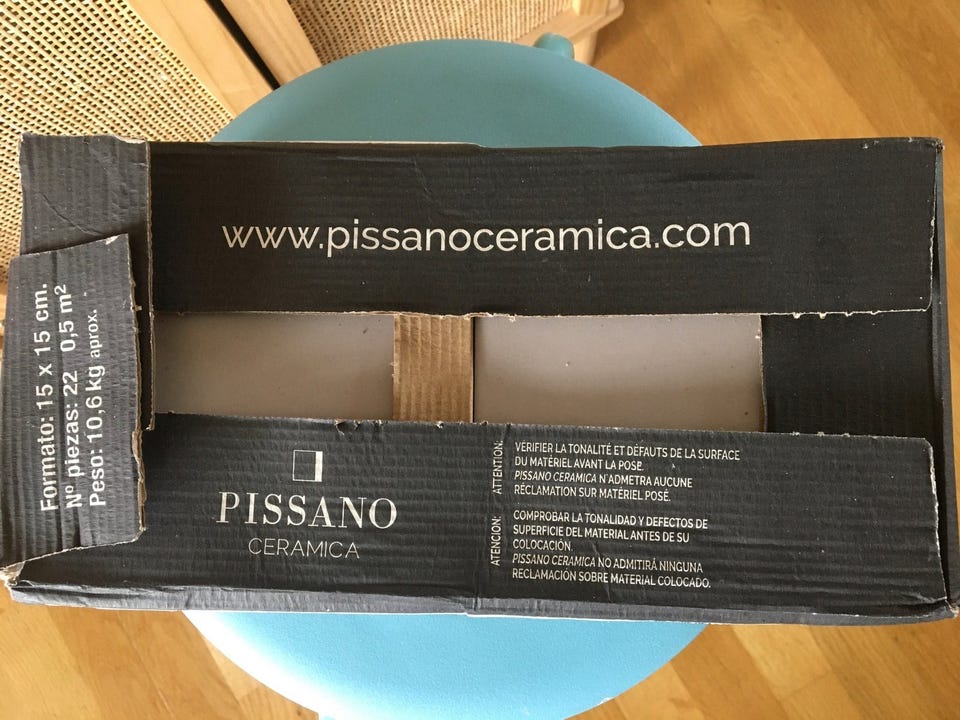 www.pissanoceramica.com
Formato: 15 x 15 cm.
Nº piezas: 22 0,5 m²
Peso: 10,6 kg aprox.
PISSANO
CERAMICA
ATTENTION:
VÉRIFIER LA TONALITÉ ET DÉFAUTS DE LA SURFACE
DU MATÉRIEL AVANT LA POSE.
PISSANO CERAMICA N'ADMETRA AUCUNE
RÉCLAMATION SUR MATÉRIEL POSÉ.
ATENCION:
COMPROBAR LA TONALIDAD Y DEFECTOS DE
SUPERFICIE DEL MATERIAL ANTES DE SU
COLOCACIÓN.
PISSANO CERAMICA NO ADMITIRÁ NINGUNA
RECLAMACIÓN SOBRE MATERIAL COLOCADO.